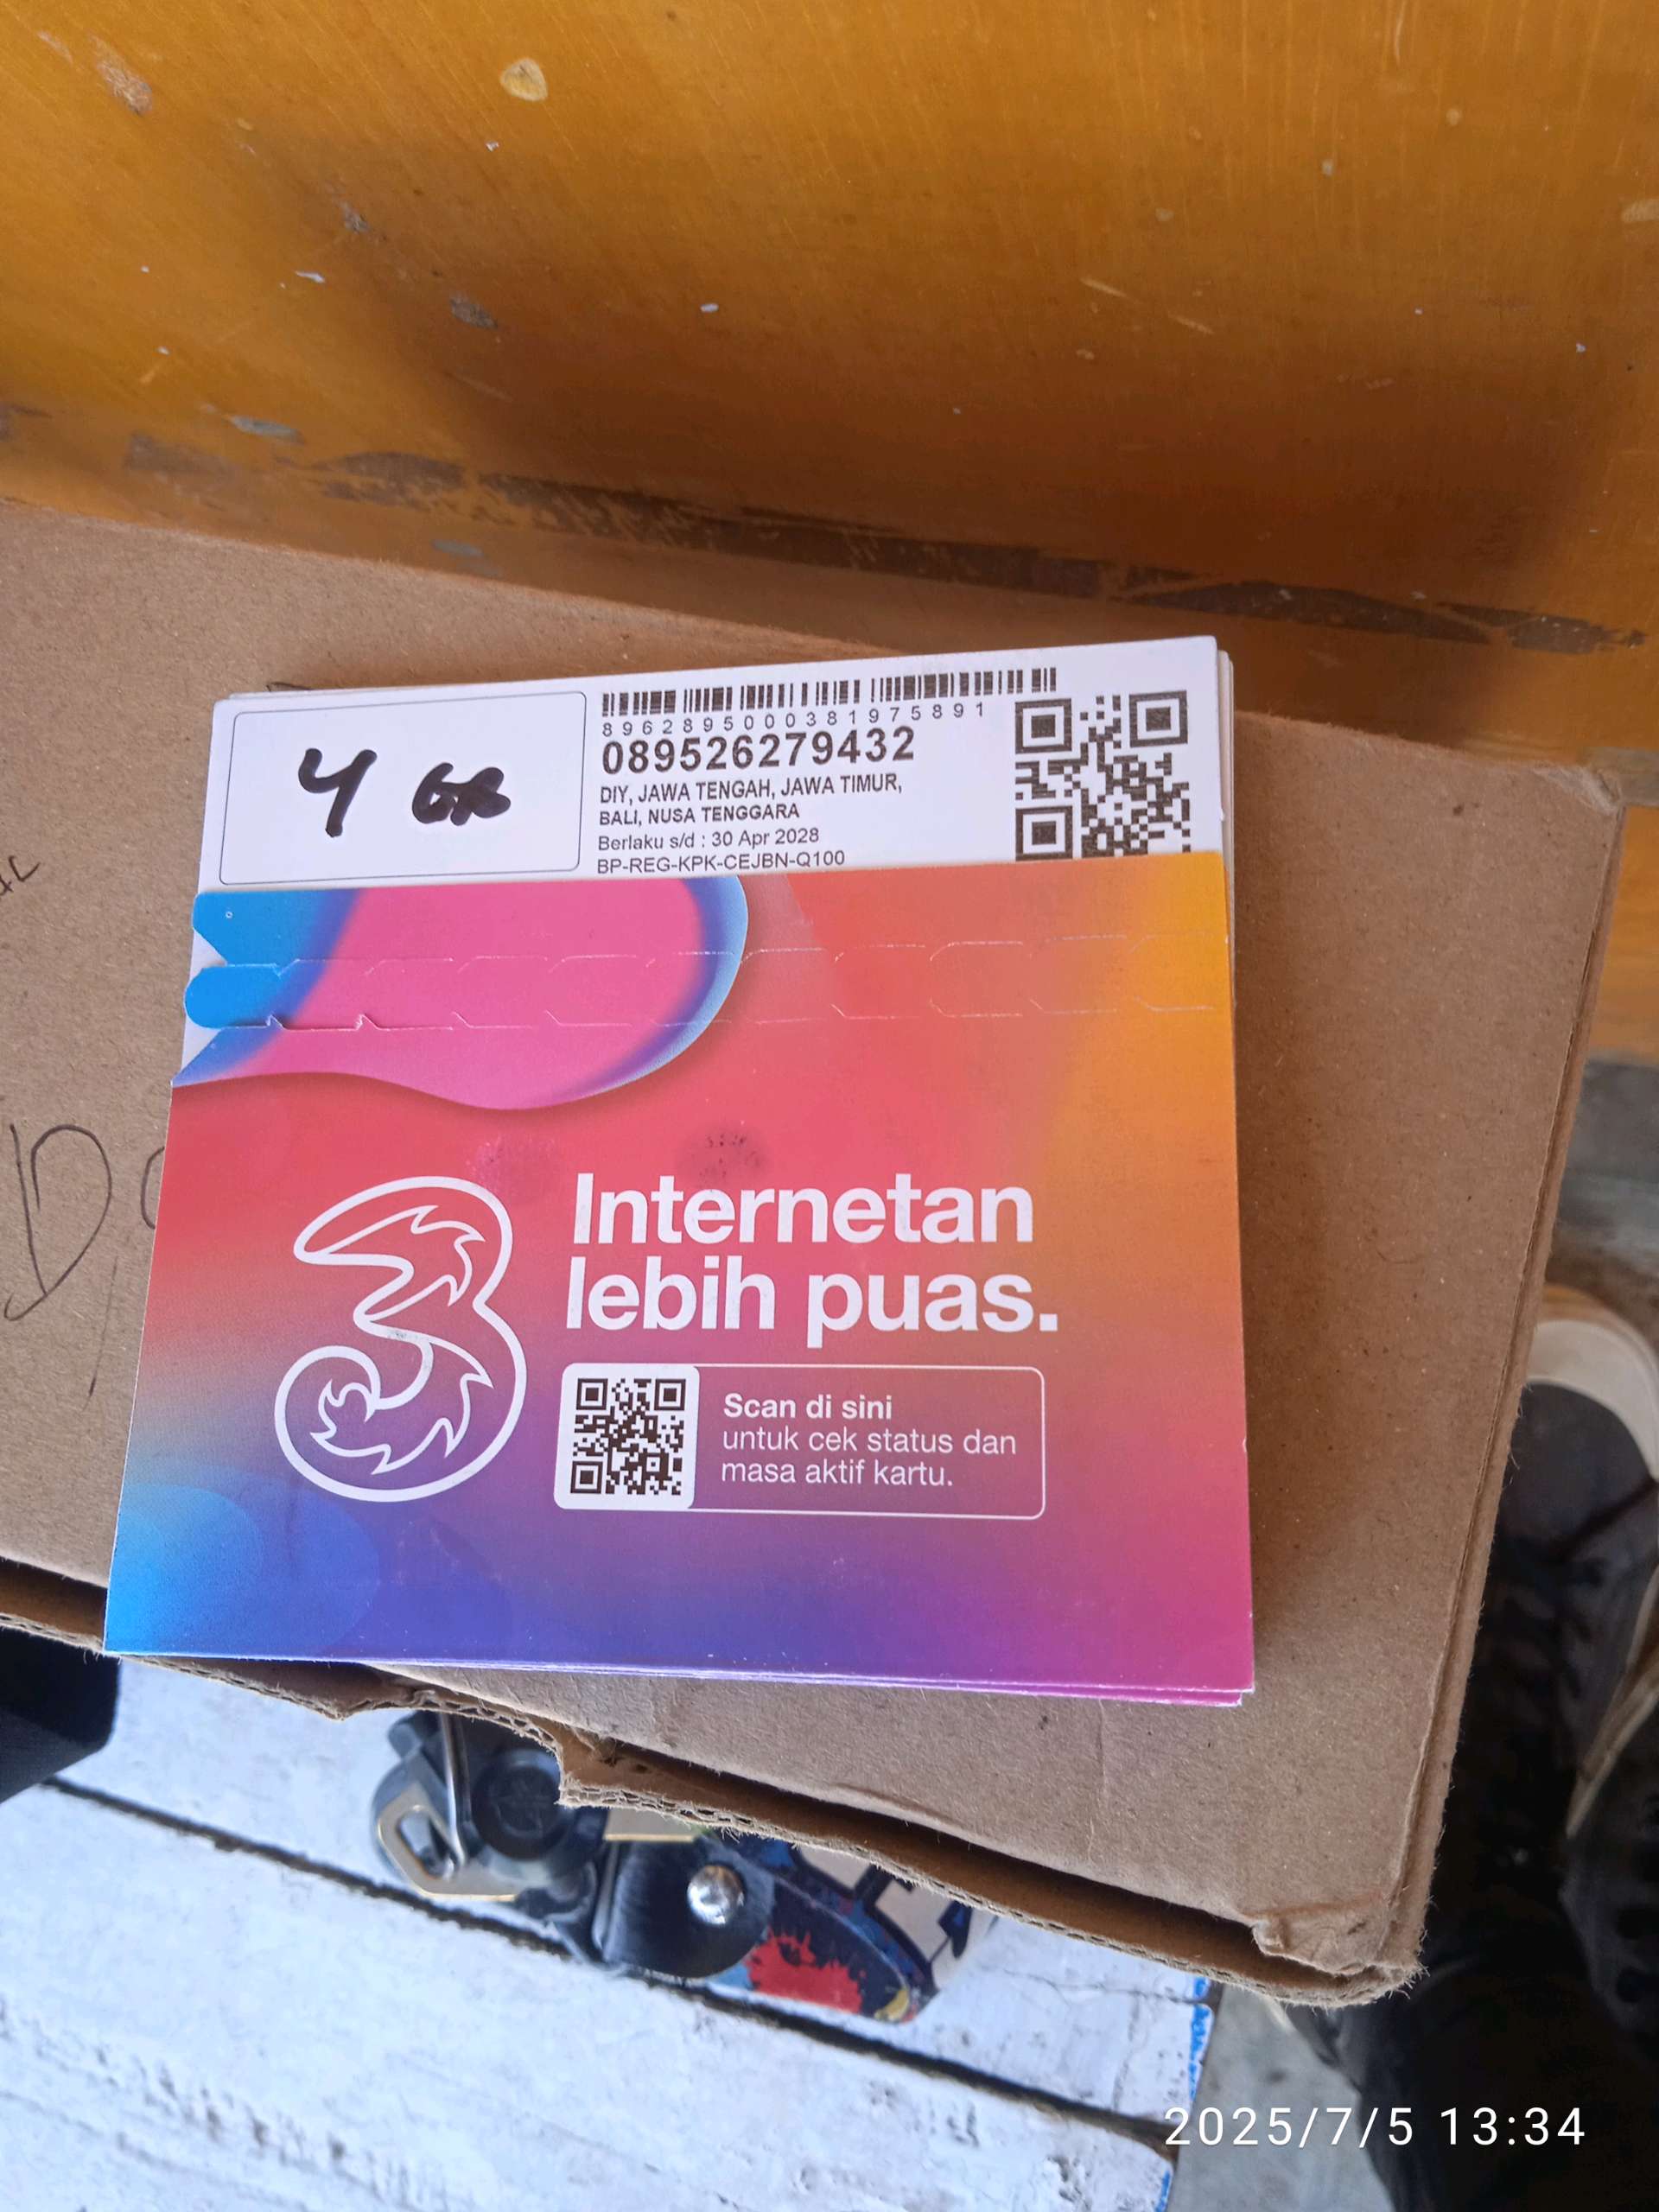 4 GB
8962895000381975891
089526279432
DIY, JAWA TENGAH, JAWA TIMUR,
BALI, NUSA TENGGARA
Berlaku s/d : 30 Apr 2028
BP-REG-KPK-CEJBN-Q100
3
Internetan
lebih puas.
Scan di sini
untuk cek status dan
masa aktif kartu.
2025/7/5 13:34